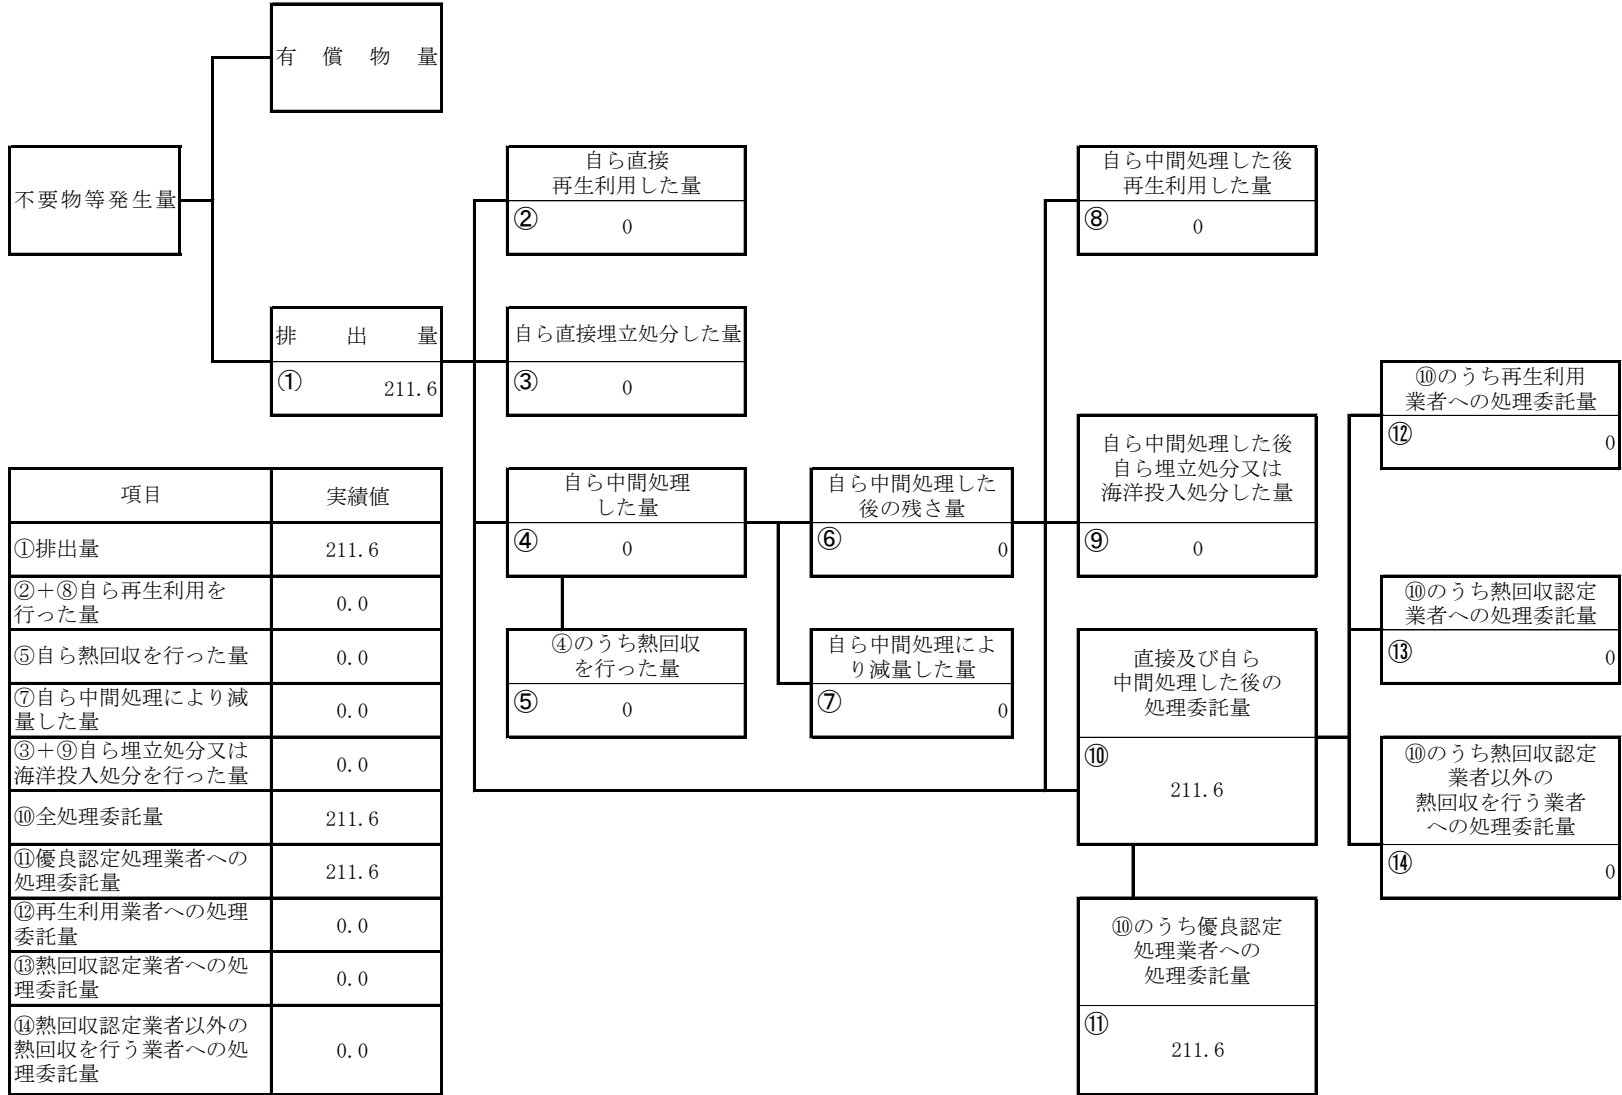 有償物量
不要物等発生量
排出量
①
211.6
自ら直接
再生利用した量
②
0
自ら直接埋立処分した量
③
0
自ら中間処理
した量
④
0
④のうち熱回収
を行った量
⑤
0
自ら中間処理した
後の残さ量
⑥
0
自ら中間処理によ
り減量した量
⑦
0
自ら中間処理した後
再生利用した量
⑧
0
自ら中間処理した後
自ら埋立処分又は
海洋投入処分した量
⑨
0
直接及び自ら
中間処理した後の
処理委託量
⑩
211.6
⑩のうち優良認定
処理業者への
処理委託量
⑪
211.6
⑩のうち再生利用
業者への処理委託量
⑫
0
⑩のうち熱回収認定
業者への処理委託量
⑬
0
⑩のうち熱回収認定
業者以外の
熱回収を行う業者
への処理委託量
⑭
0
項目 実績値
①排出量 211.6
②＋⑧自ら再生利用を
行った量
0.0
⑤自ら熱回収を行った量 0.0
⑦自ら中間処理により減
量した量
0.0
③＋⑨自ら埋立処分又は
海洋投入処分を行った量
0.0
⑩全処理委託量 211.6
⑪優良認定処理業者への
処理委託量
211.6
⑫再生利用業者への処理
委託量
0.0
⑬熱回収認定業者への処
理委託量
0.0
⑭熱回収認定業者以外の
熱回収を行う業者への処
理委託量
0.0